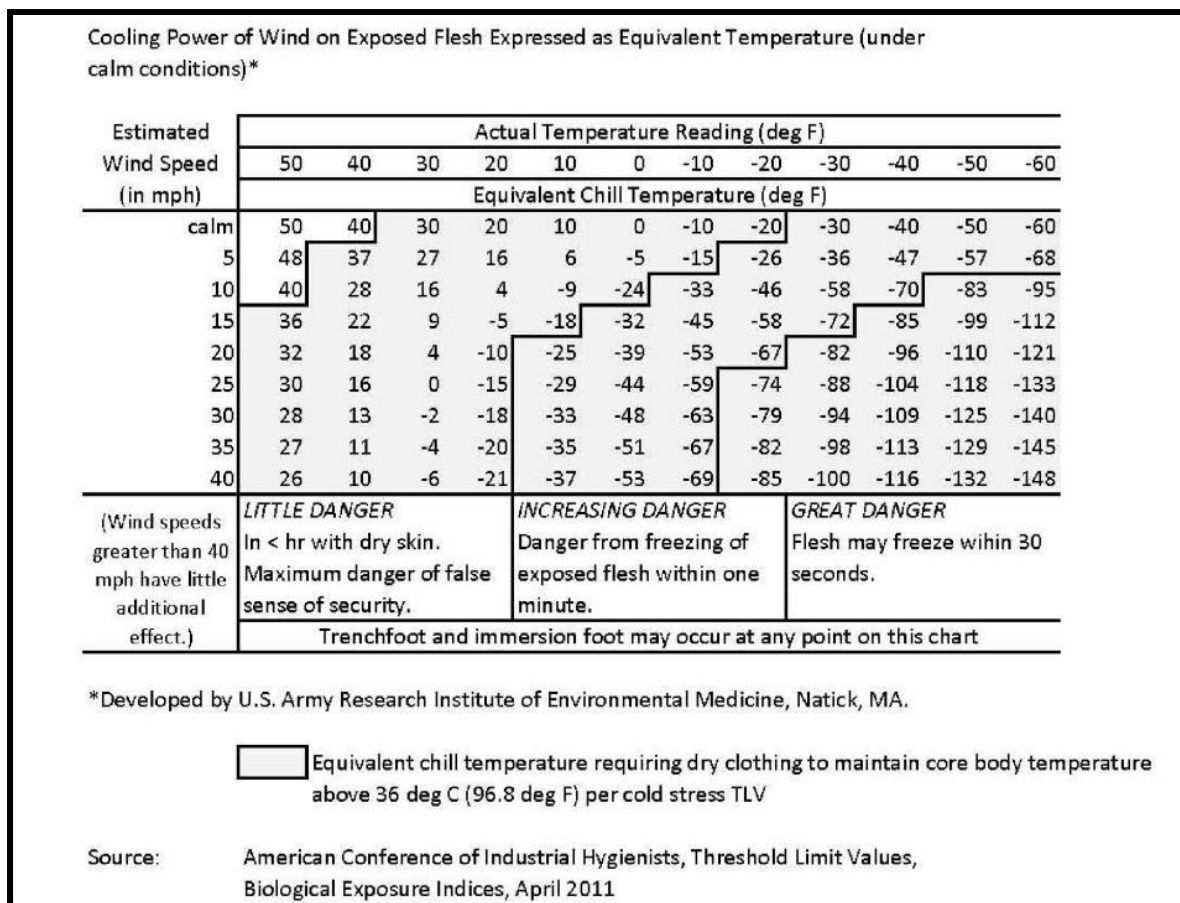 Cooling Power of Wind on Exposed Flesh Expressed as Equivalent Temperature (under
calm conditions)*
Estimated Actual Temperature Reading (deg F)
Wind Speed 50 40 30 20 10 0 -10 -20 -30 -40 -50 -60
(in mph) Equivalent Chill Temperature (deg F)
calm 50 40 30 20 10 0 -10 -20 -30 -40 -50 -60
5 48 37 27 16 6 -5 -15 -26 -36 -47 -57 -68
10 40 28 16 4 -9 -24 -33 -46 -58 -70 -83 -95
15 36 22 9 -5 -18 -32 -45 -58 -72 -85 -99 -112
20 32 18 4 -10 -25 -39 -53 -67 -82 -96 -110 -121
25 30 16 0 -15 -29 -44 -59 -74 -88 -104 -118 -133
30 28 13 -2 -18 -33 -48 -63 -79 -94 -109 -125 -140
35 27 11 -4 -20 -35 -51 -67 -82 -98 -113 -129 -145
40 26 10 -6 -21 -37 -53 -69 -85 -100 -116 -132 -148
(Wind speeds
greater than 40
mph have little
additional
effect.)
LITTLE DANGER
In < hr with dry skin.
Maximum danger of false
sense of security.
INCREASING DANGER
Danger from freezing of
exposed flesh within one
minute.
GREAT DANGER
Flesh may freeze wihin 30
seconds.
Trenchfoot and immersion foot may occur at any point on this chart
*Developed by U.S. Army Research Institute of Environmental Medicine, Natick, MA.
Equivalent chill temperature requiring dry clothing to maintain core body temperature
above 36 deg C (96.8 deg F) per cold stress TLV
Source: American Conference of Industrial Hygienists, Threshold Limit Values,
Biological Exposure Indices, April 2011